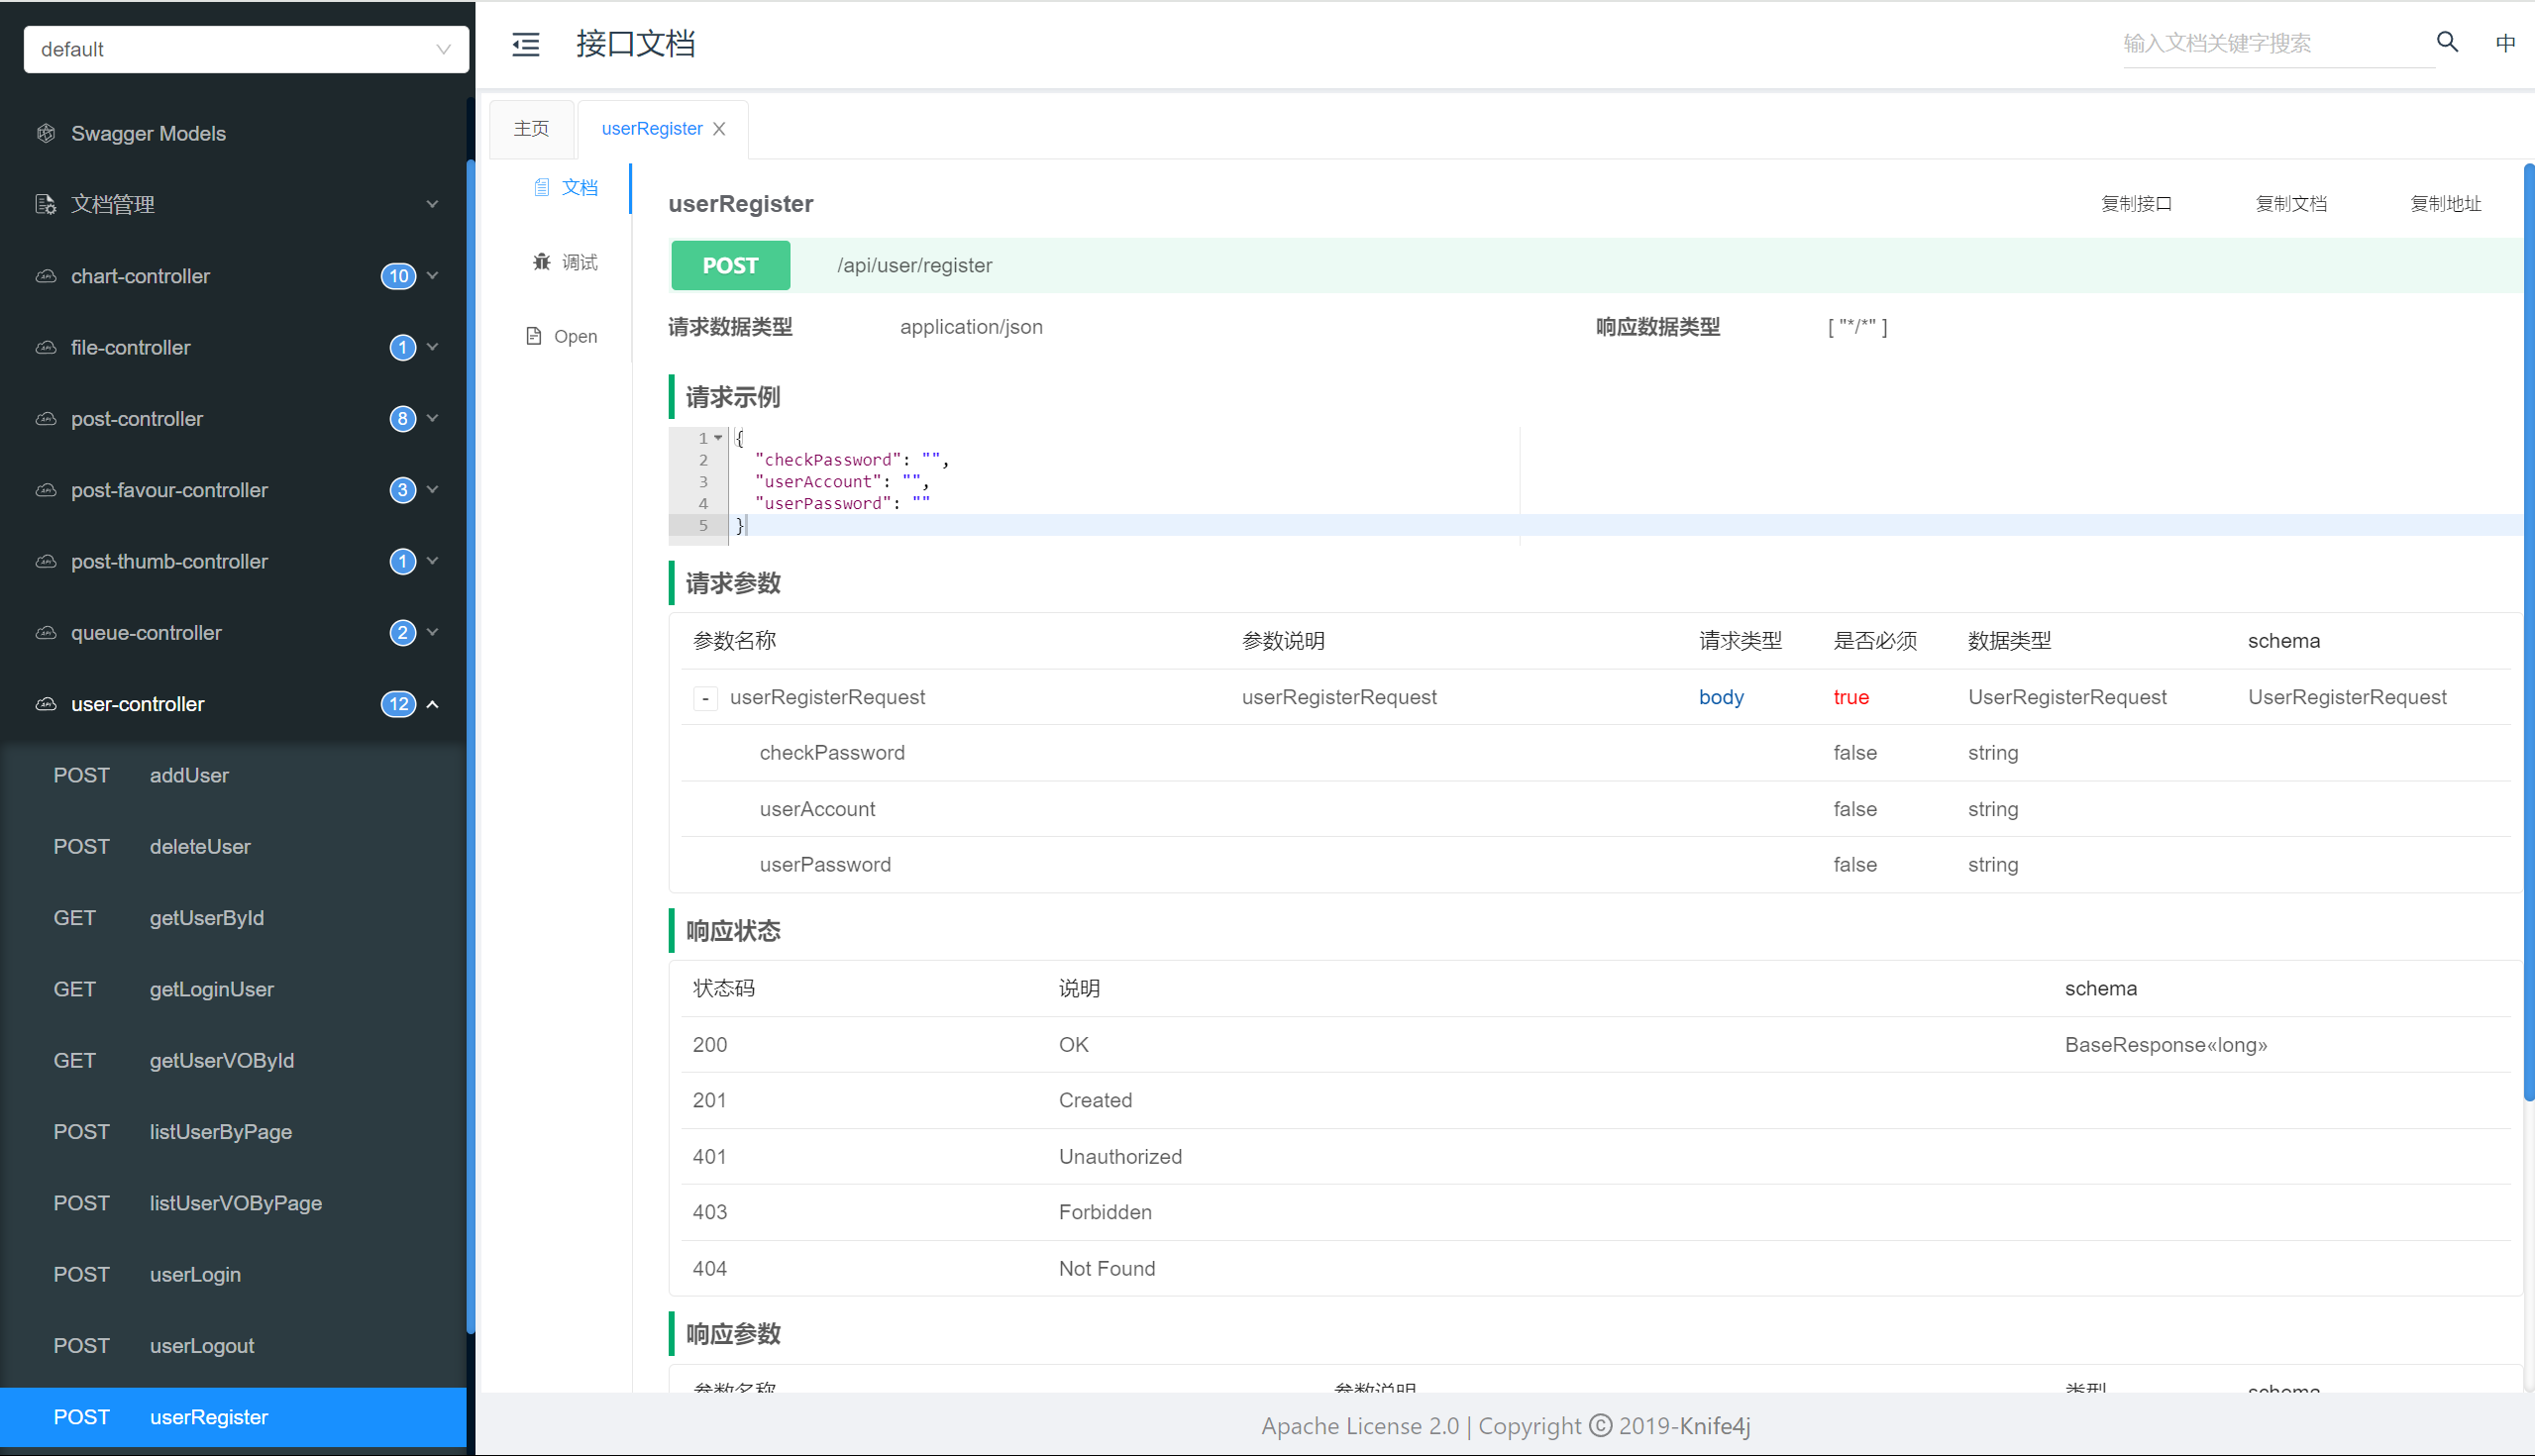 default
Swagger Models
文档管理
chart-controller 10
file-controller 1
post-controller 8
post-favour-controller 3
post-thumb-controller 1
queue-controller 2
user-controller 12
POST addUser
POST deleteUser
GET getUserById
GET getLoginUser
GET getUserVOById
POST listUserByPage
POST listUserVOByPage
POST userLogin
POST userLogout
POST userRegister
接口文档
输入文档关键字搜索
中
主页
userRegister
文档
调试
Open
userRegister
复制接口 复制文档 复制地址
POST /api/user/register
请求数据类型 application/json 响应数据类型 [ "*/*" ]
请求示例
1 {
2 "checkPassword": "",
3 "userAccount": "",
4 "userPassword": ""
5 }
请求参数
参数名称 参数说明 请求类型 是否必须 数据类型 schema
- userRegisterRequest userRegisterRequest body true UserRegisterRequest UserRegisterRequest
checkPassword false string
userAccount false string
userPassword false string
响应状态
状态码 说明 schema
200 OK BaseResponse«long»
201 Created
401 Unauthorized
403 Forbidden
404 Not Found
响应参数
参数名称 参数说明 类型 schema
Apache License 2.0 | Copyright © 2019-Knife4j